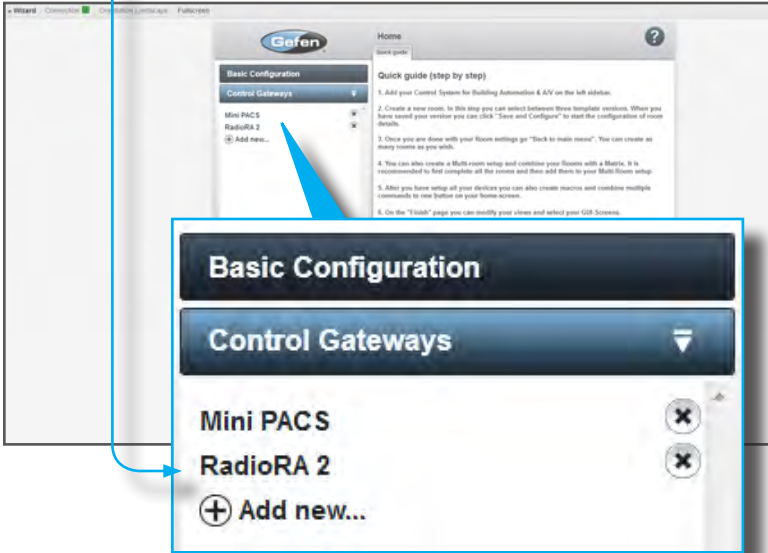 Wizard Connection Orientation Landscape Fullscreen
Gefen
Home
?
Quick guide
Basic Configuration
Control Gateways
Mini PACS
RadioRA 2
Add new...
Quick guide (step by step)
1. Add your Control System for Building Automation & A/V on the left sidebar.
2. Create a new room. In this step you can select between three template versions. When you
have saved your version you can click "Save and Configure" to start the configuration of room
details.
3. Once you are done with your Room settings go "Back to main menu". You can create as
many rooms as you wish.
4. You can also create a Multi-room setup and combine your Rooms with a Matrix. It is
recommended to first complete all the rooms and then add them to your Multi-Room setup.
5. After you have setup all your devices you can also create macros and combine multiple
commands to one button on your home screen.
6. On the "Finish" page you can modify your views and select your GUI-Screens.
Basic Configuration
Control Gateways
Mini PACS
RadioRA 2
Add new...